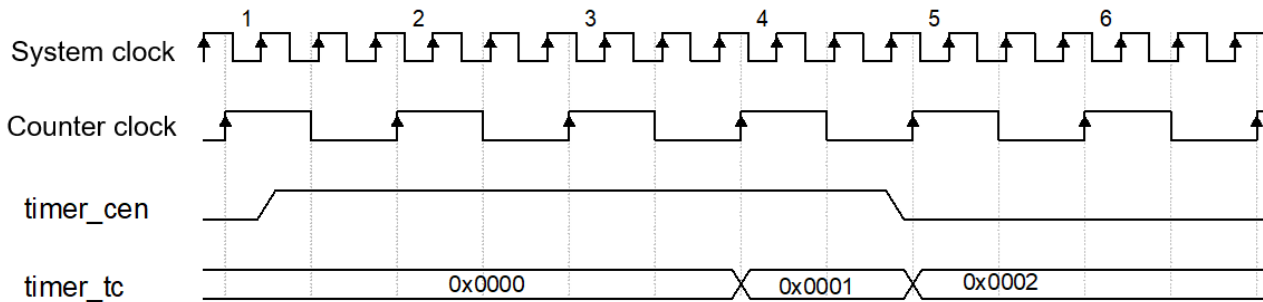 1 2 3 4 5 6
System clock
Counter clock
timer_cen
timer_tc 0x0000 0x0001 0x0002